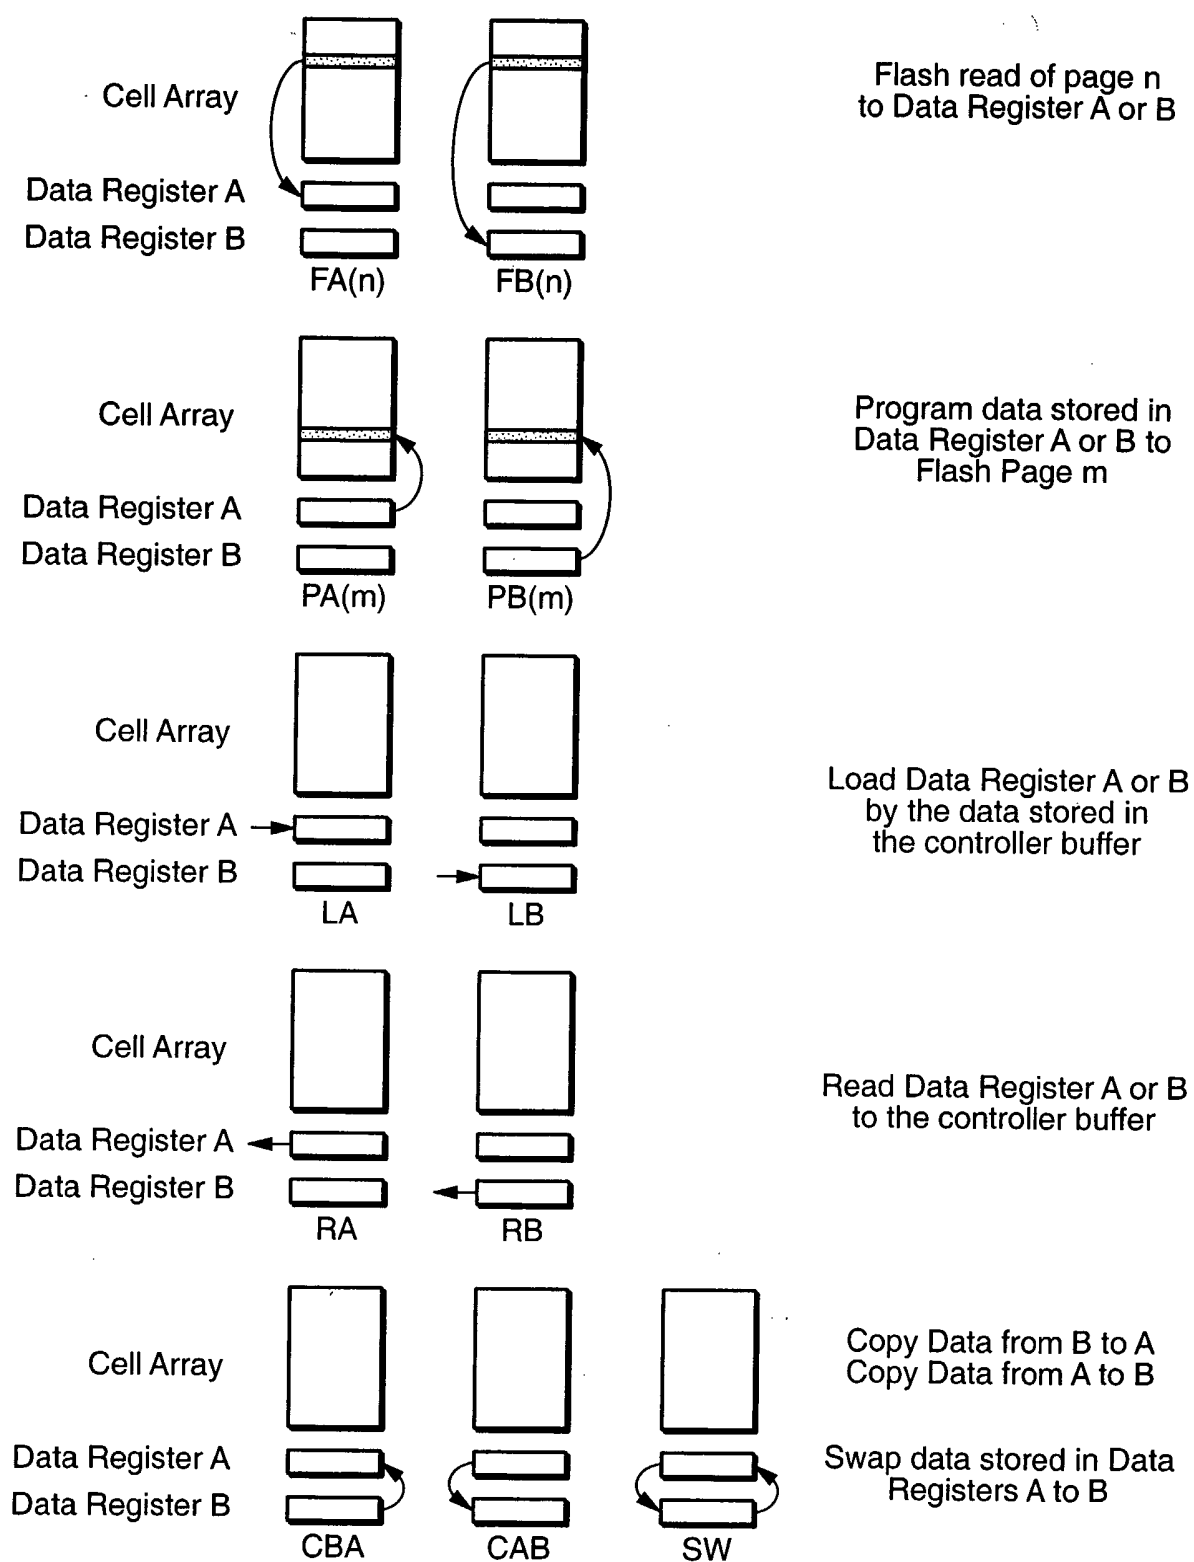 Cell Array
Flash read of page n
to Data Register A or B
Data Register A
Data Register B
FA(n)
FB(n)
Cell Array
Program data stored in
Data Register A or B to
Flash Page m
Data Register A
Data Register B
PA(m)
PB(m)
Cell Array
Load Data Register A or B
by the data stored in
the controller buffer
Data Register A
Data Register B
LA
LB
Cell Array
Read Data Register A or B
to the controller buffer
Data Register A
Data Register B
RA
RB
Cell Array
Copy Data from B to A
Copy Data from A to B
Data Register A
Data Register B
Swap data stored in Data
Registers A to B
CBA
CAB
SW